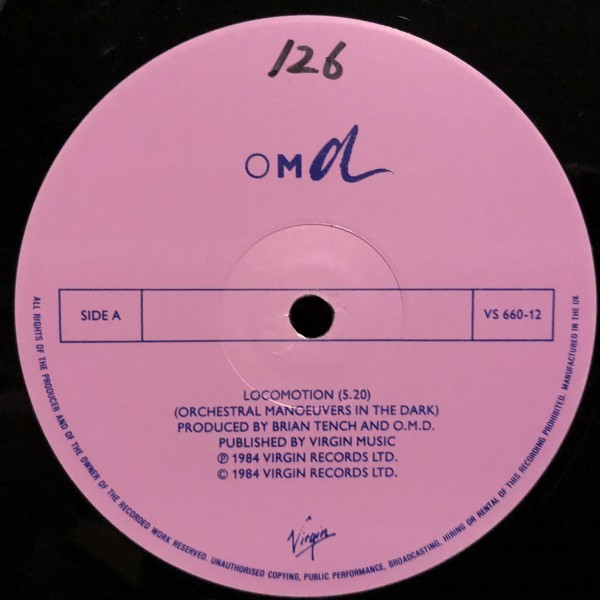 126
OMd
SIDE A
VS 660-12
LOCOMOTION (5.20)
(ORCHESTRAL MANOEUVERS IN THE DARK)
PRODUCED BY BRIAN TENCH AND O.M.D.
PUBLISHED BY VIRGIN MUSIC
℗ 1984 VIRGIN RECORDS LTD.
© 1984 VIRGIN RECORDS LTD.
Virgin
ALL RIGHTS OF THE PRODUCER AND OF THE OWNER OF THE RECORDED WORK RESERVED. UNAUTHORISED COPYING, PUBLIC PERFORMANCE, BROADCASTING, HIRING OR RENTAL OF THIS RECORDING PROHIBITED. MANUFACTURED IN THE UK